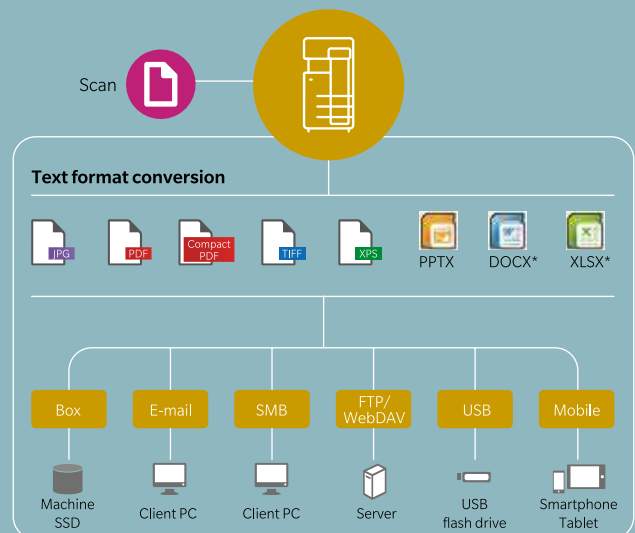 Scan
Text format conversion
JPG
PDF
Compact
PDF
TIFF
XPS
PPTX
DOCX*
XLSX*
Box
E-mail
SMB
FTP/
WebDAV
USB
Mobile
Machine
SSD
Client PC
Client PC
Server
USB
flash drive
Smartphone
Tablet